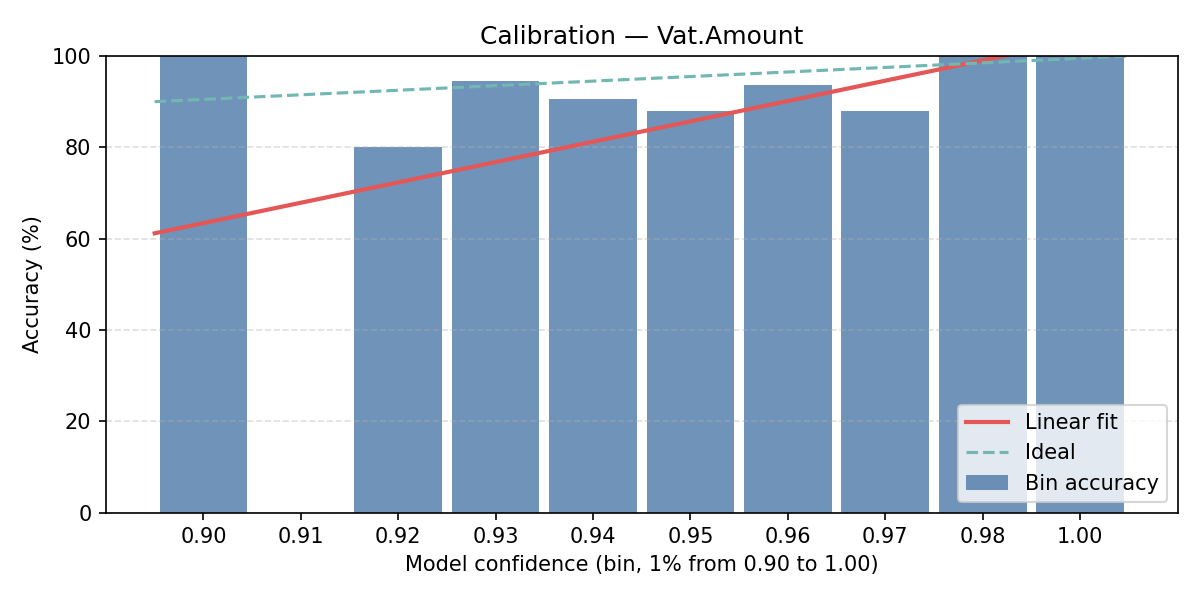 Calibration — Vat.Amount
Accuracy (%)
100
80
60
40
20
0
0.90 0.91 0.92 0.93 0.94 0.95 0.96 0.97 0.98 1.00
Model confidence (bin, 1% from 0.90 to 1.00)
Linear fit
Ideal
Bin accuracy